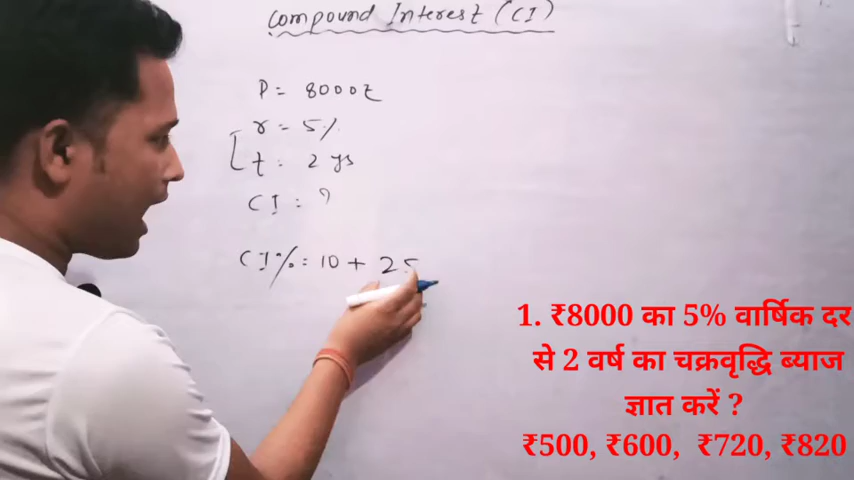 Compound Interest (CI)
P = 8000₹
r = 5%
t = 2 ys
CI = ?
CI% = 10 + 25
1. ₹8000 का 5% वार्षिक दर
से 2 वर्ष का चक्रवृद्धि ब्याज
ज्ञात करें ?
₹500, ₹600, ₹720, ₹820